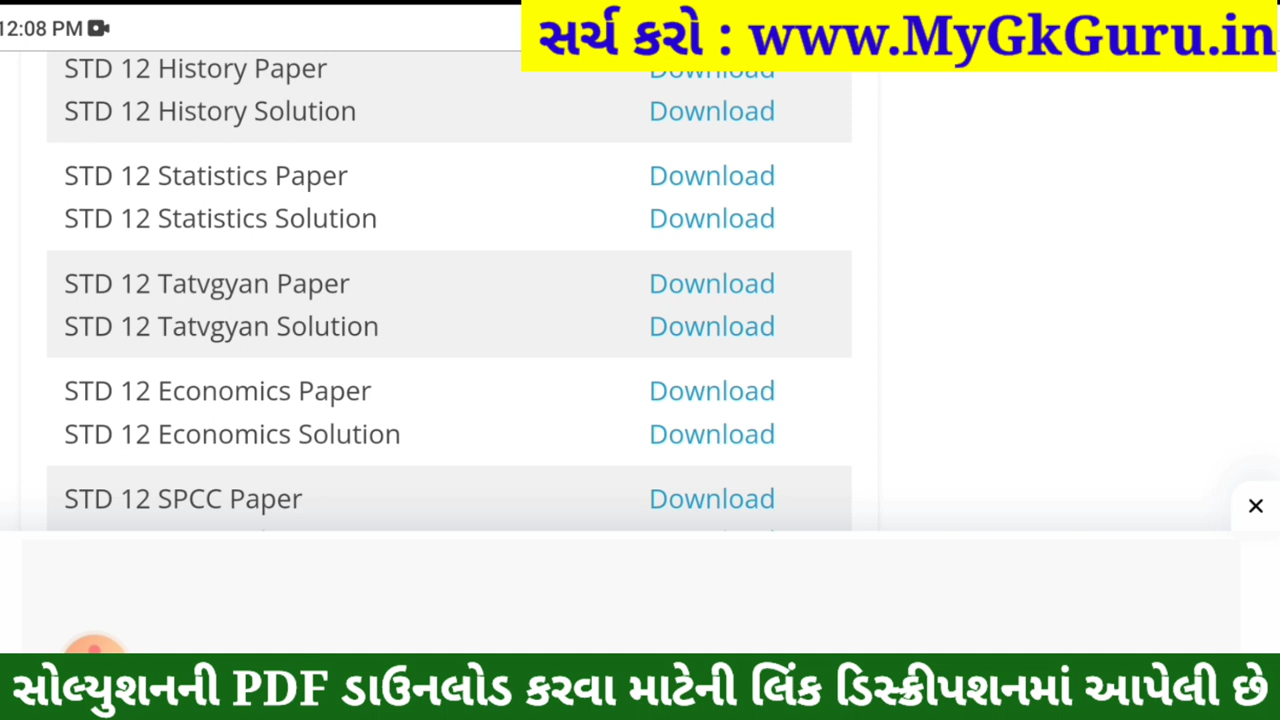 12:08 PM
સર્ચ કરો : www.MyGkGuru.in
STD 12 History Paper Download
STD 12 History Solution Download
STD 12 Statistics Paper Download
STD 12 Statistics Solution Download
STD 12 Tatvgyan Paper Download
STD 12 Tatvgyan Solution Download
STD 12 Economics Paper Download
STD 12 Economics Solution Download
STD 12 SPCC Paper Download
સોલ્યુશનની PDF ડાઉનલોડ કરવા માટેની લિંક ડિસ્ક્રીપશનમાં આપેલી છે